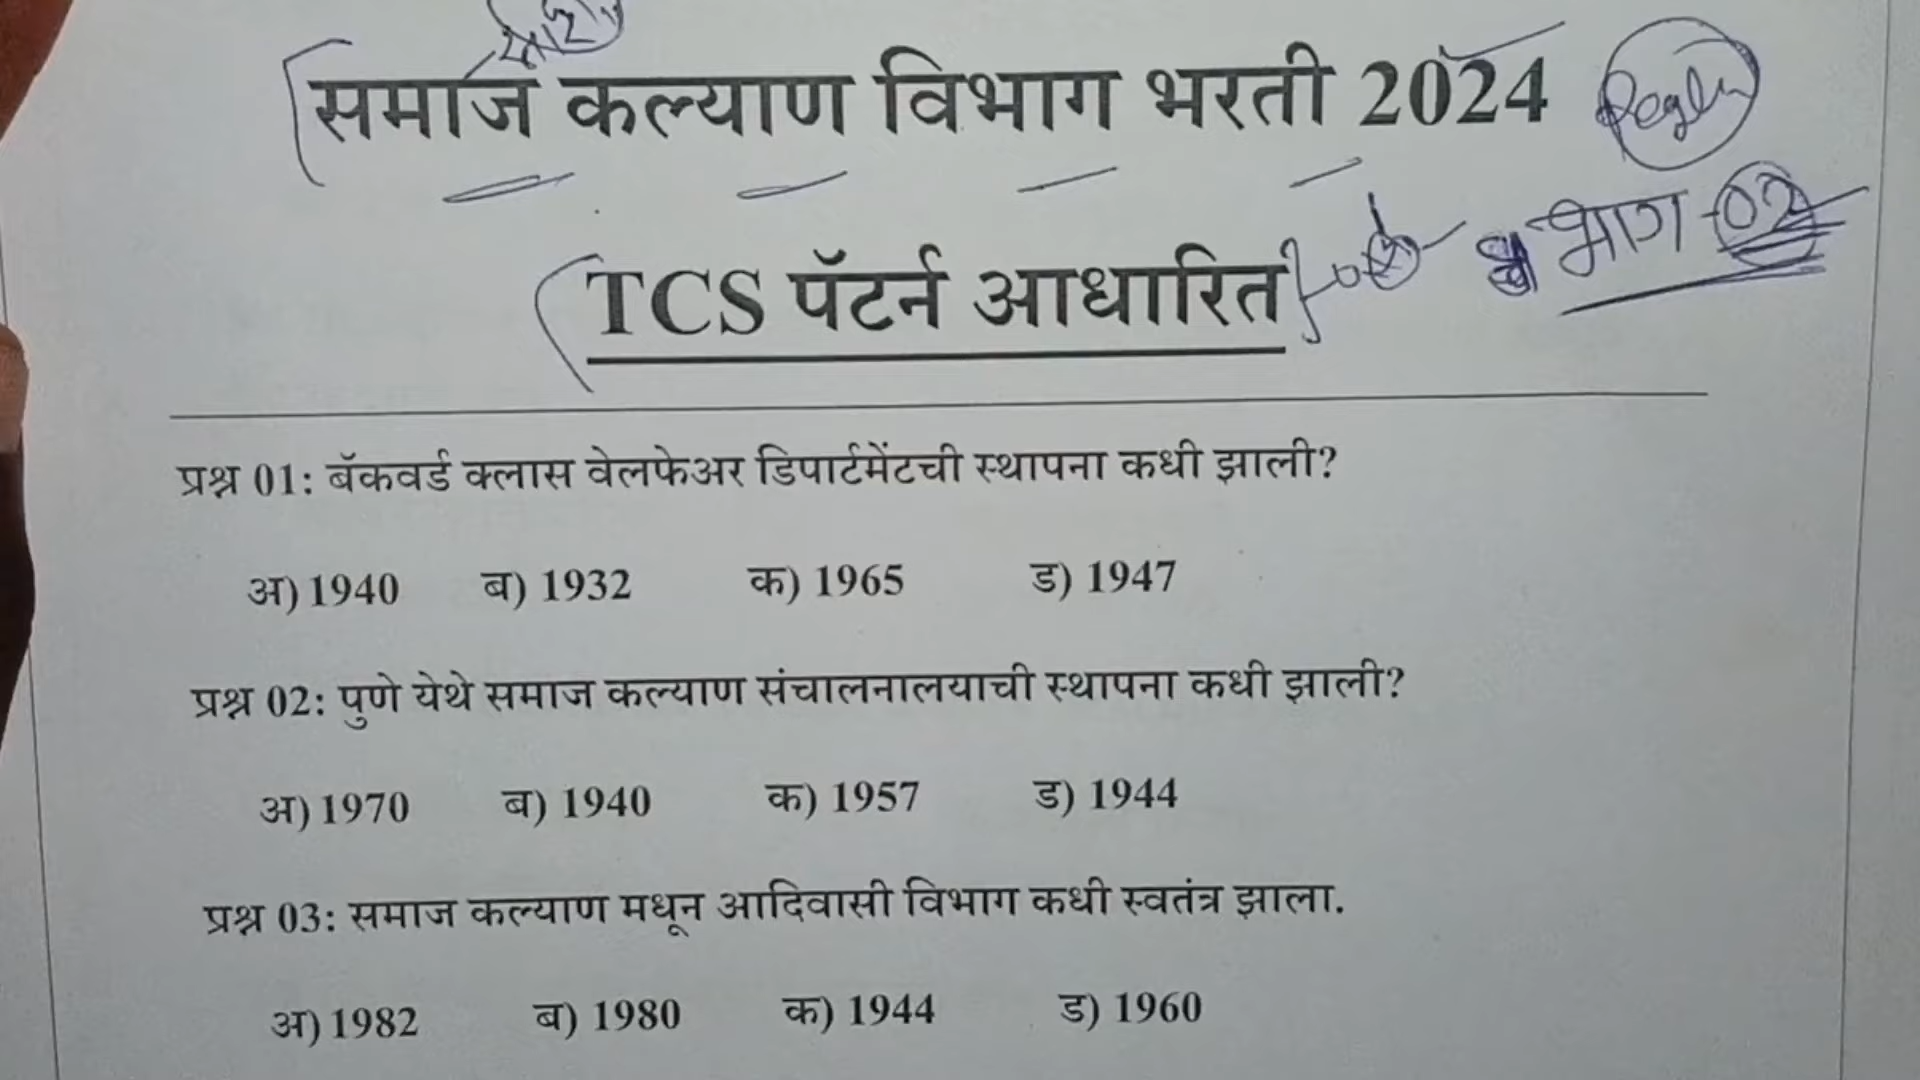 समाज कल्याण विभाग भरती 2024
TCS पॅटर्न आधारित
भाग - 02
प्रश्न 01: बॅकवर्ड क्लास वेलफेअर डिपार्टमेंटची स्थापना कधी झाली?
अ) 1940 ब) 1932 क) 1965 ड) 1947
प्रश्न 02: पुणे येथे समाज कल्याण संचालनालयाची स्थापना कधी झाली?
अ) 1970 ब) 1940 क) 1957 ड) 1944
प्रश्न 03: समाज कल्याण मधून आदिवासी विभाग कधी स्वतंत्र झाला.
अ) 1982 ब) 1980 क) 1944 ड) 1960